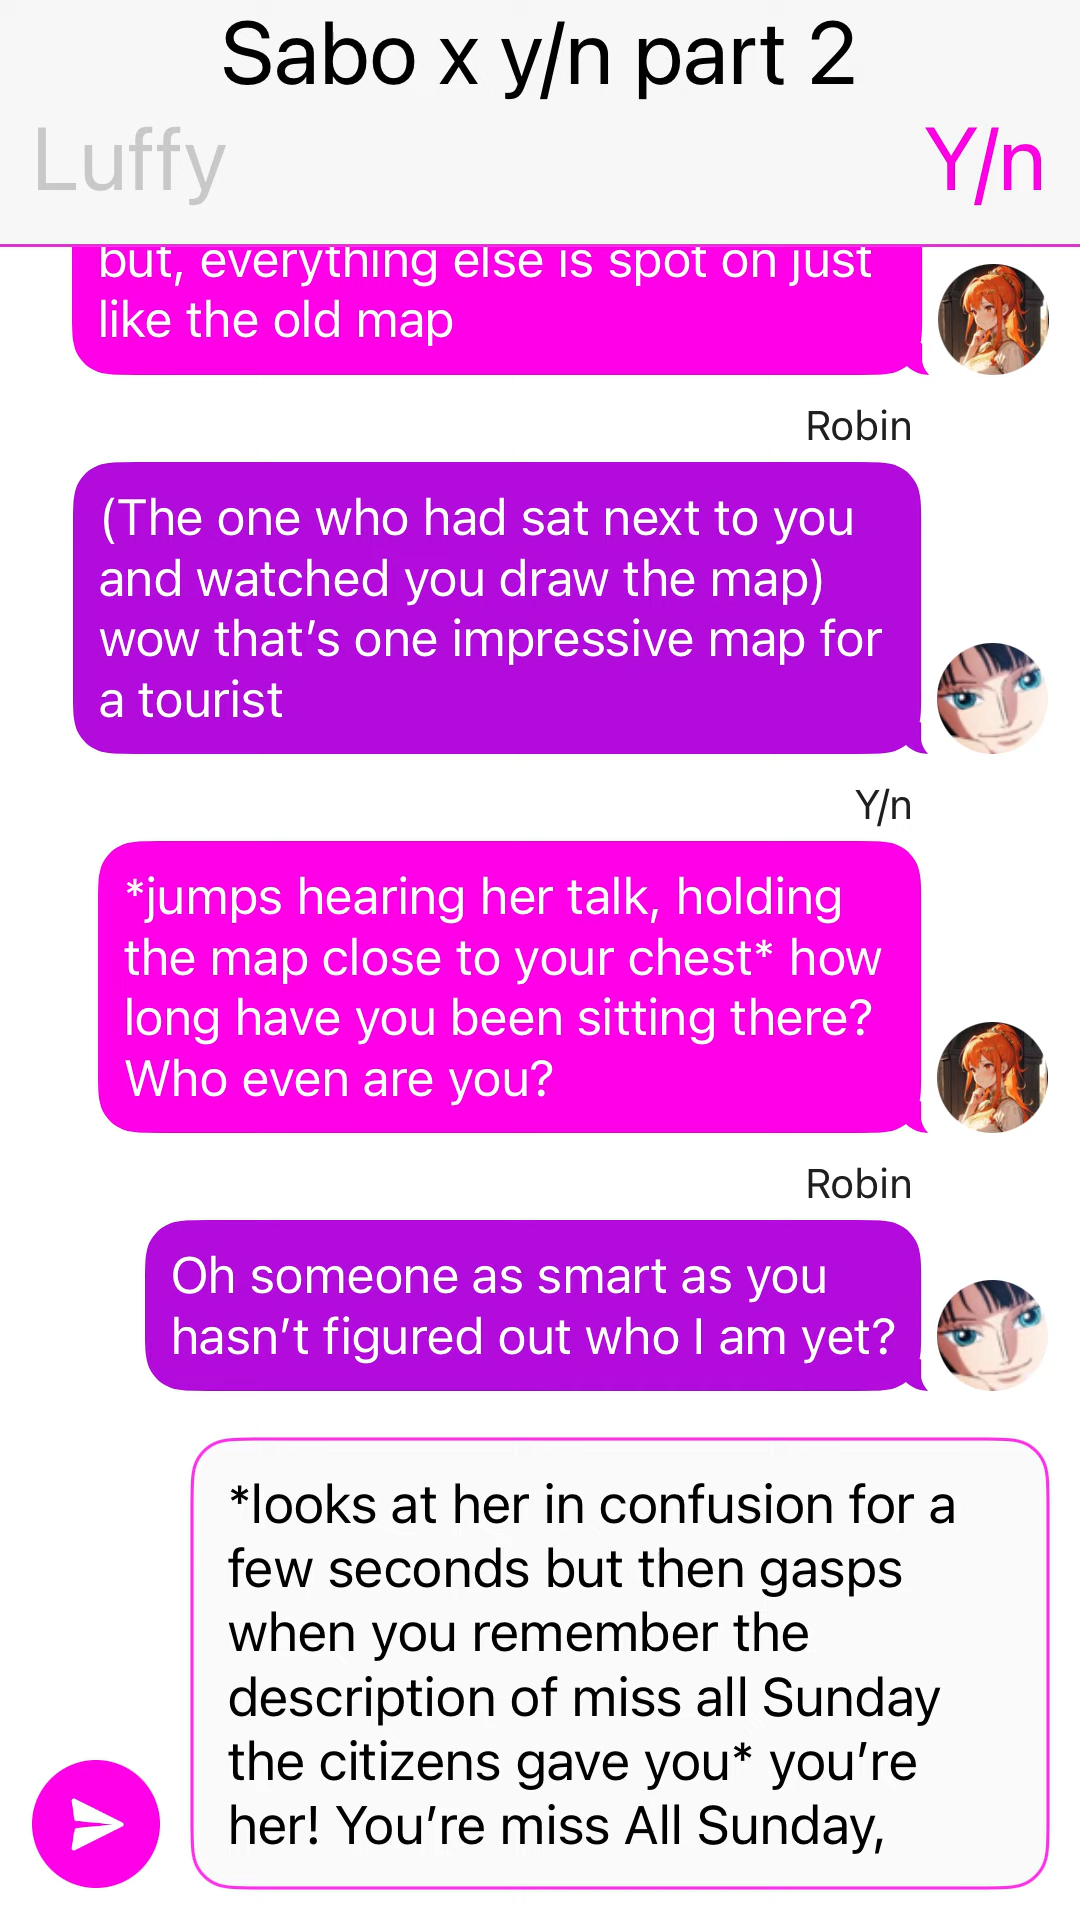 Sabo x y/n part 2
Luffy
Y/n
but, everything else is spot on just
like the old map
Robin
(The one who had sat next to you
and watched you draw the map)
wow that’s one impressive map for
a tourist
Y/n
*jumps hearing her talk, holding
the map close to your chest* how
long have you been sitting there?
Who even are you?
Robin
Oh someone as smart as you
hasn’t figured out who I am yet?
*looks at her in confusion for a
few seconds but then gasps
when you remember the
description of miss all Sunday
the citizens gave you* you’re
her! You’re miss All Sunday,